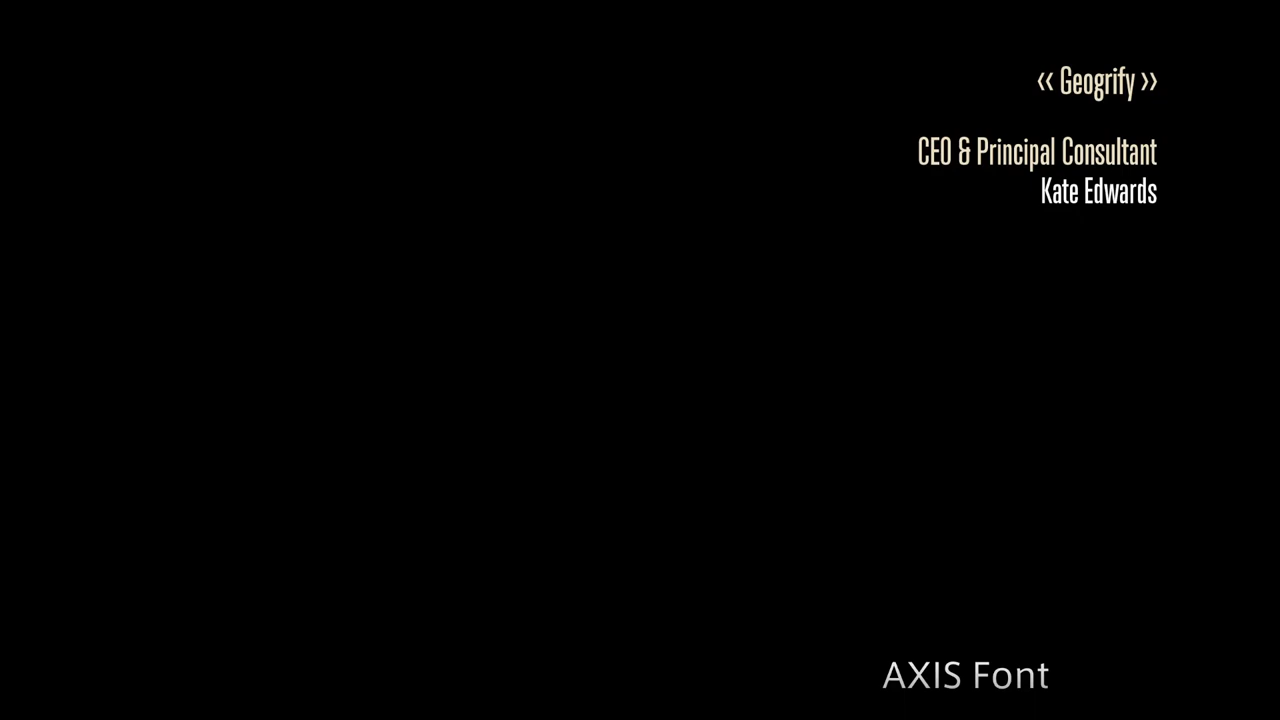 ‹‹ Geogrify ››
CEO & Principal Consultant
Kate Edwards
AXIS Font